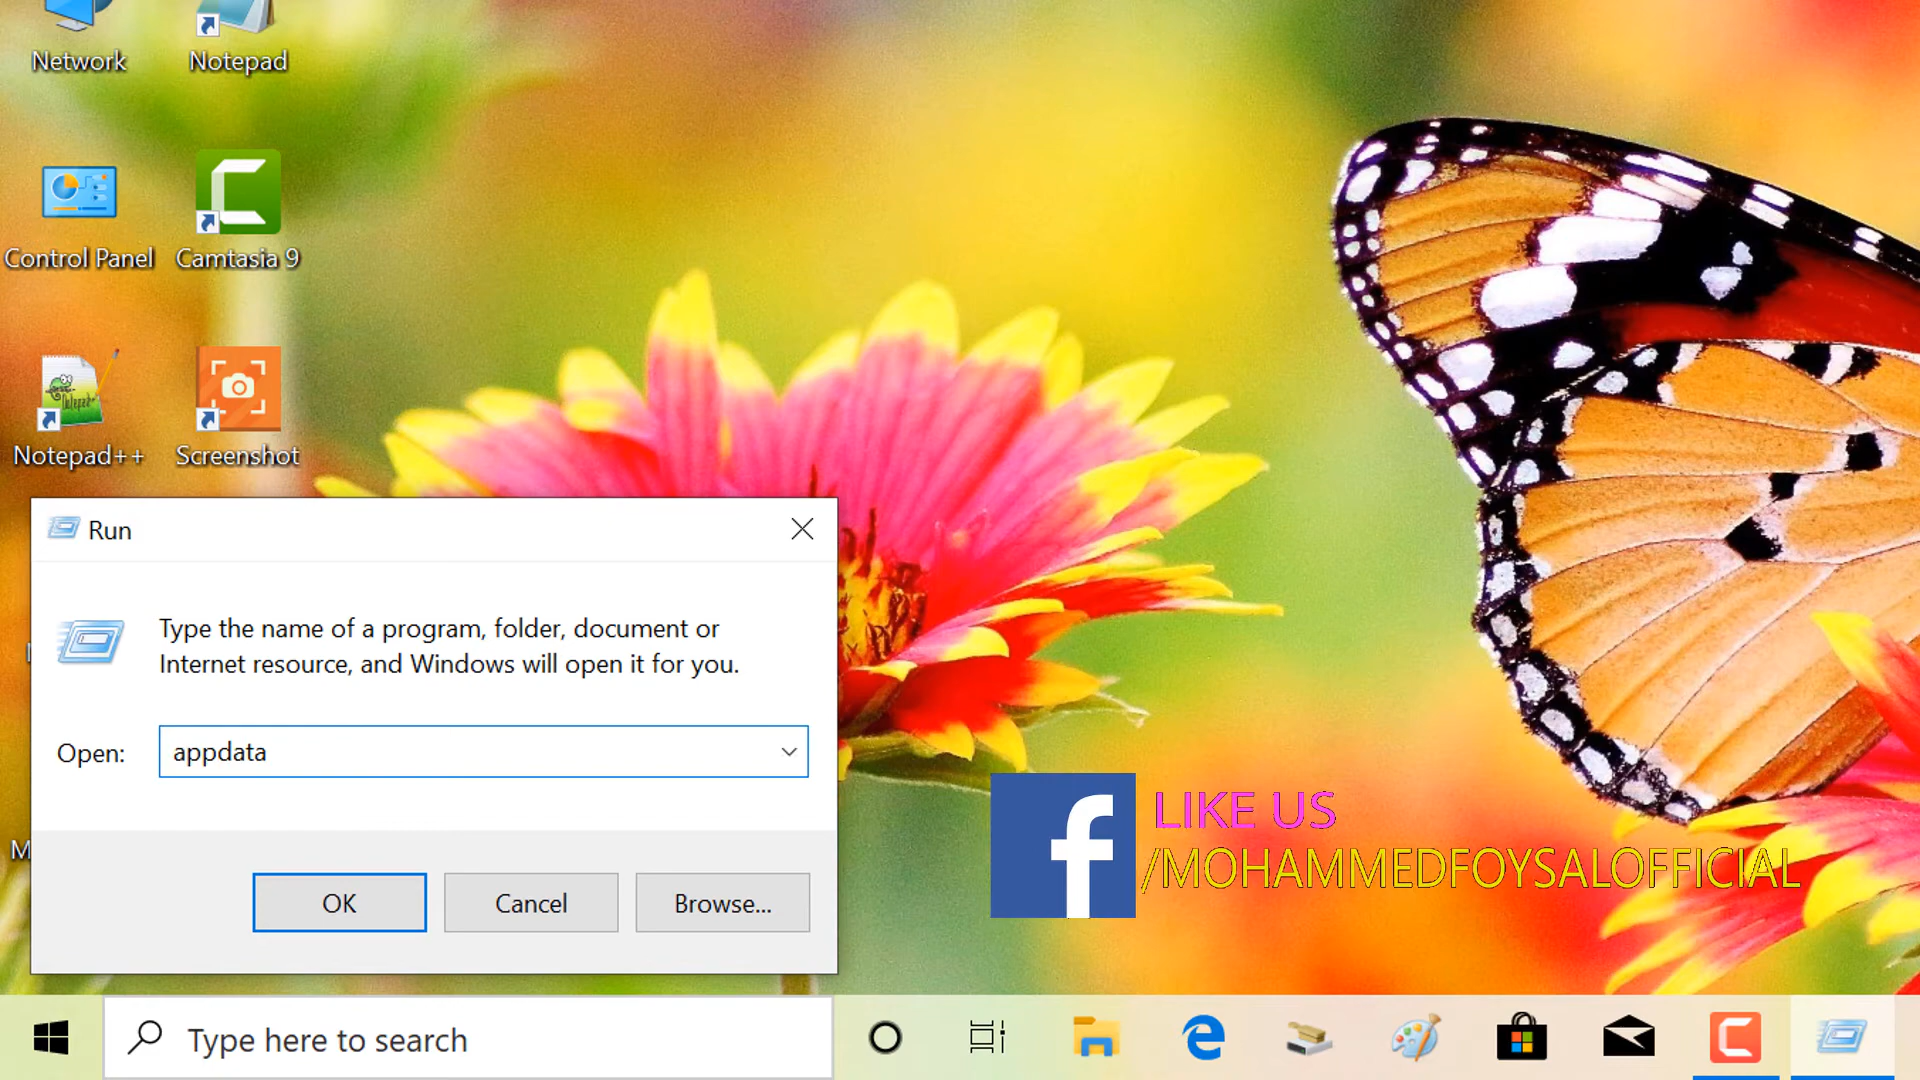 Network
Notepad
Control Panel
Camtasia 9
Notepad++
Screenshot
Run
Type the name of a program, folder, document or
Internet resource, and Windows will open it for you.
Open:
appdata
OK
Cancel
Browse...
LIKE US
/MOHAMMEDFOYSALOFFICIAL
Type here to search